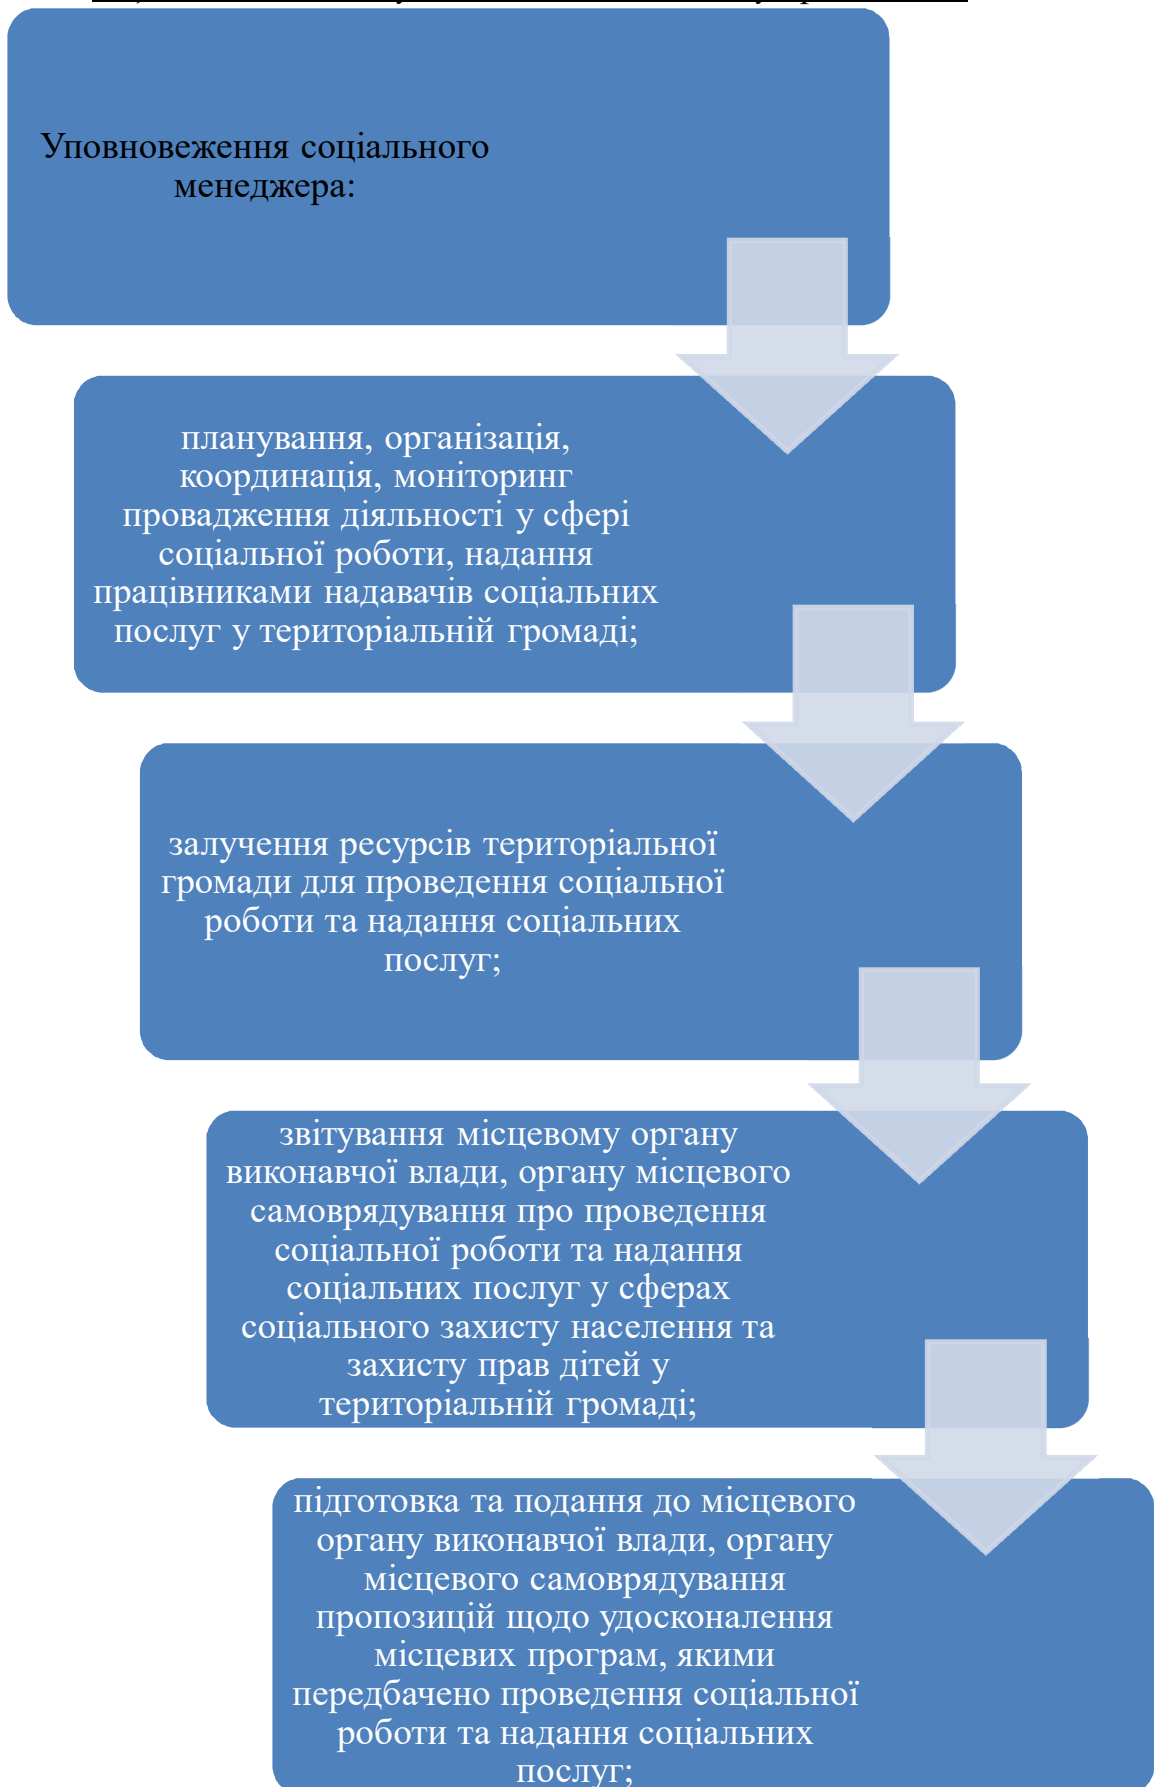 Уповновеження соціального
менеджера:
планування, організація,
координація, моніторинг
провадження діяльності у сфері
соціальної роботи, надання
працівниками надавачів соціальних
послуг у територіальній громаді;
залучення ресурсів територіальної
громади для проведення соціальної
роботи та надання соціальних
послуг;
звітування місцевому органу
виконавчої влади, органу місцевого
самоврядування про проведення
соціальної роботи та надання
соціальних послуг у сферах
соціального захисту населення та
захисту прав дітей у
територіальній громаді;
підготовка та подання до місцевого
органу виконавчої влади, органу
місцевого самоврядування
пропозицій щодо удосконалення
місцевих програм, якими
передбачено проведення соціальної
роботи та надання соціальних
послуг;